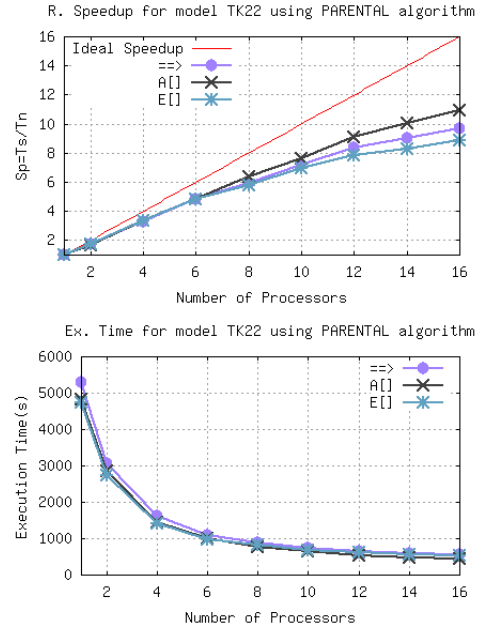 R. Speedup for model TK22 using PARENTAL algorithm
16
14
12
10
8
6
4
2
Sp=Ts/Tn
Ideal Speedup
==>
A[]
E[]
2 4 6 8 10 12 14 16
Number of Processors
Ex. Time for model TK22 using PARENTAL algorithm
6000
5000
4000
3000
2000
1000
0
Execution Time(s)
==>
A[]
E[]
2 4 6 8 10 12 14 16
Number of Processors